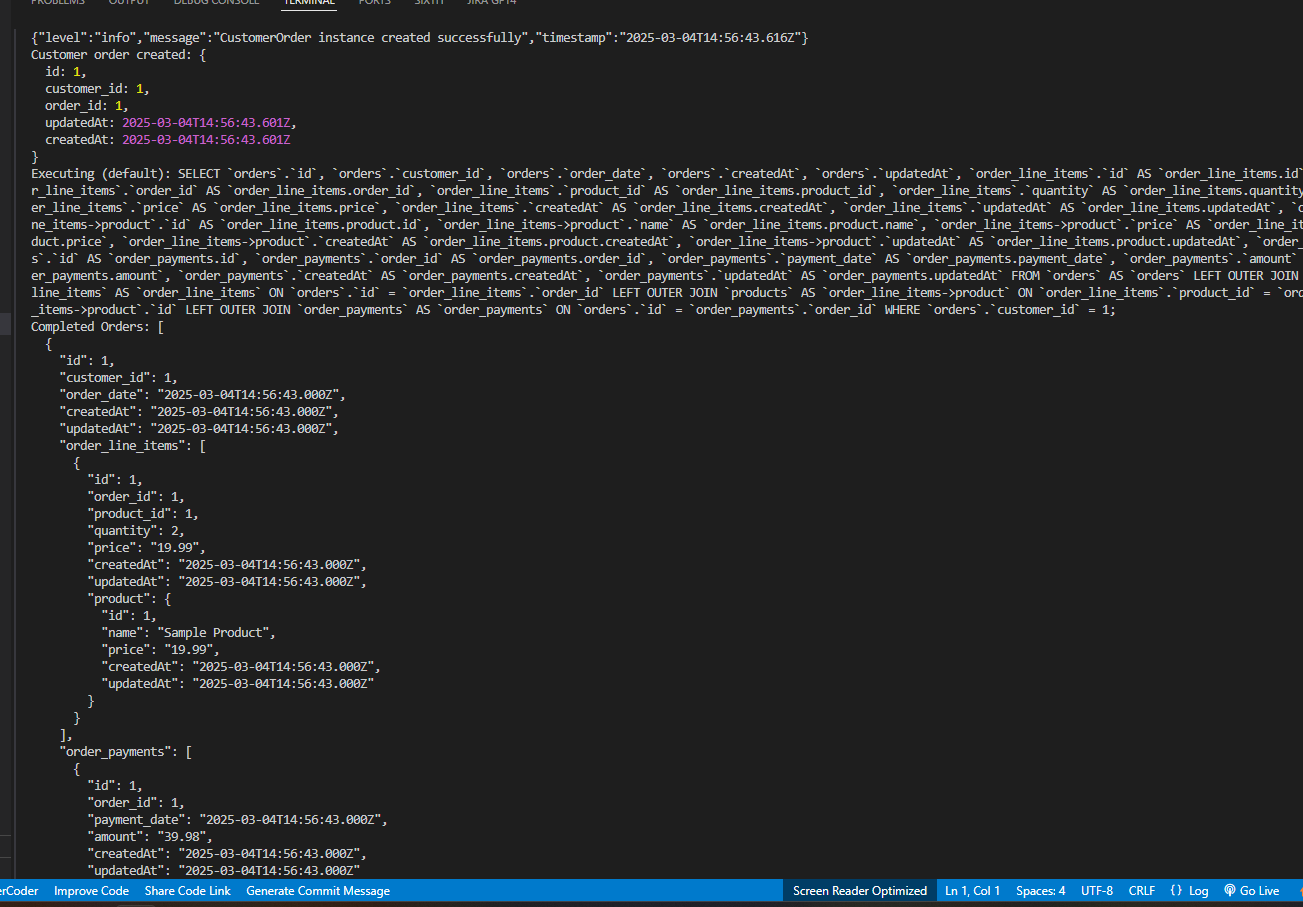 PROBLEMS OUTPUT DEBUG CONSOLE TERMINAL PORTS SIXTH JIRA GPT4
{"level":"info","message":"CustomerOrder instance created successfully","timestamp":"2025-03-04T14:56:43.616Z"}
Customer order created: {
  id: 1,
  customer_id: 1,
  order_id: 1,
  updatedAt: 2025-03-04T14:56:43.601Z,
  createdAt: 2025-03-04T14:56:43.601Z
}
Executing (default): SELECT `orders`.`id`, `orders`.`customer_id`, `orders`.`order_date`, `orders`.`createdAt`, `orders`.`updatedAt`, `order_line_items`.`id` AS `order_line_items.id`
r_line_items`.`order_id` AS `order_line_items.order_id`, `order_line_items`.`product_id` AS `order_line_items.product_id`, `order_line_items`.`quantity` AS `order_line_items.quantity
er_line_items`.`price` AS `order_line_items.price`, `order_line_items`.`createdAt` AS `order_line_items.createdAt`, `order_line_items`.`updatedAt` AS `order_line_items.updatedAt`, `o
ne_items->product`.`id` AS `order_line_items.product.id`, `order_line_items->product`.`name` AS `order_line_items.product.name`, `order_line_items->product`.`price` AS `order_line_it
duct.price`, `order_line_items->product`.`createdAt` AS `order_line_items.product.createdAt`, `order_line_items->product`.`updatedAt` AS `order_line_items.product.updatedAt`, `order_
s`.`id` AS `order_payments.id`, `order_payments`.`order_id` AS `order_payments.order_id`, `order_payments`.`payment_date` AS `order_payments.payment_date`, `order_payments`.`amount`
er_payments.amount`, `order_payments`.`createdAt` AS `order_payments.createdAt`, `order_payments`.`updatedAt` AS `order_payments.updatedAt` FROM `orders` AS `orders` LEFT OUTER JOIN
line_items` AS `order_line_items` ON `orders`.`id` = `order_line_items`.`order_id` LEFT OUTER JOIN `products` AS `order_line_items->product` ON `order_line_items`.`product_id` = `ord
_items->product`.`id` LEFT OUTER JOIN `order_payments` AS `order_payments` ON `orders`.`id` = `order_payments`.`order_id` WHERE `orders`.`customer_id` = 1;
Completed Orders: [
  {
    "id": 1,
    "customer_id": 1,
    "order_date": "2025-03-04T14:56:43.000Z",
    "createdAt": "2025-03-04T14:56:43.000Z",
    "updatedAt": "2025-03-04T14:56:43.000Z",
    "order_line_items": [
      {
        "id": 1,
        "order_id": 1,
        "product_id": 1,
        "quantity": 2,
        "price": "19.99",
        "createdAt": "2025-03-04T14:56:43.000Z",
        "updatedAt": "2025-03-04T14:56:43.000Z",
        "product": {
          "id": 1,
          "name": "Sample Product",
          "price": "19.99",
          "createdAt": "2025-03-04T14:56:43.000Z",
          "updatedAt": "2025-03-04T14:56:43.000Z"
        }
      }
    ],
    "order_payments": [
      {
        "id": 1,
        "order_id": 1,
        "payment_date": "2025-03-04T14:56:43.000Z",
        "amount": "39.98",
        "createdAt": "2025-03-04T14:56:43.000Z",
        "updatedAt": "2025-03-04T14:56:43.000Z"
erCoder Improve Code Share Code Link Generate Commit Message Screen Reader Optimized Ln 1, Col 1 Spaces: 4 UTF-8 CRLF {} Log Go Live